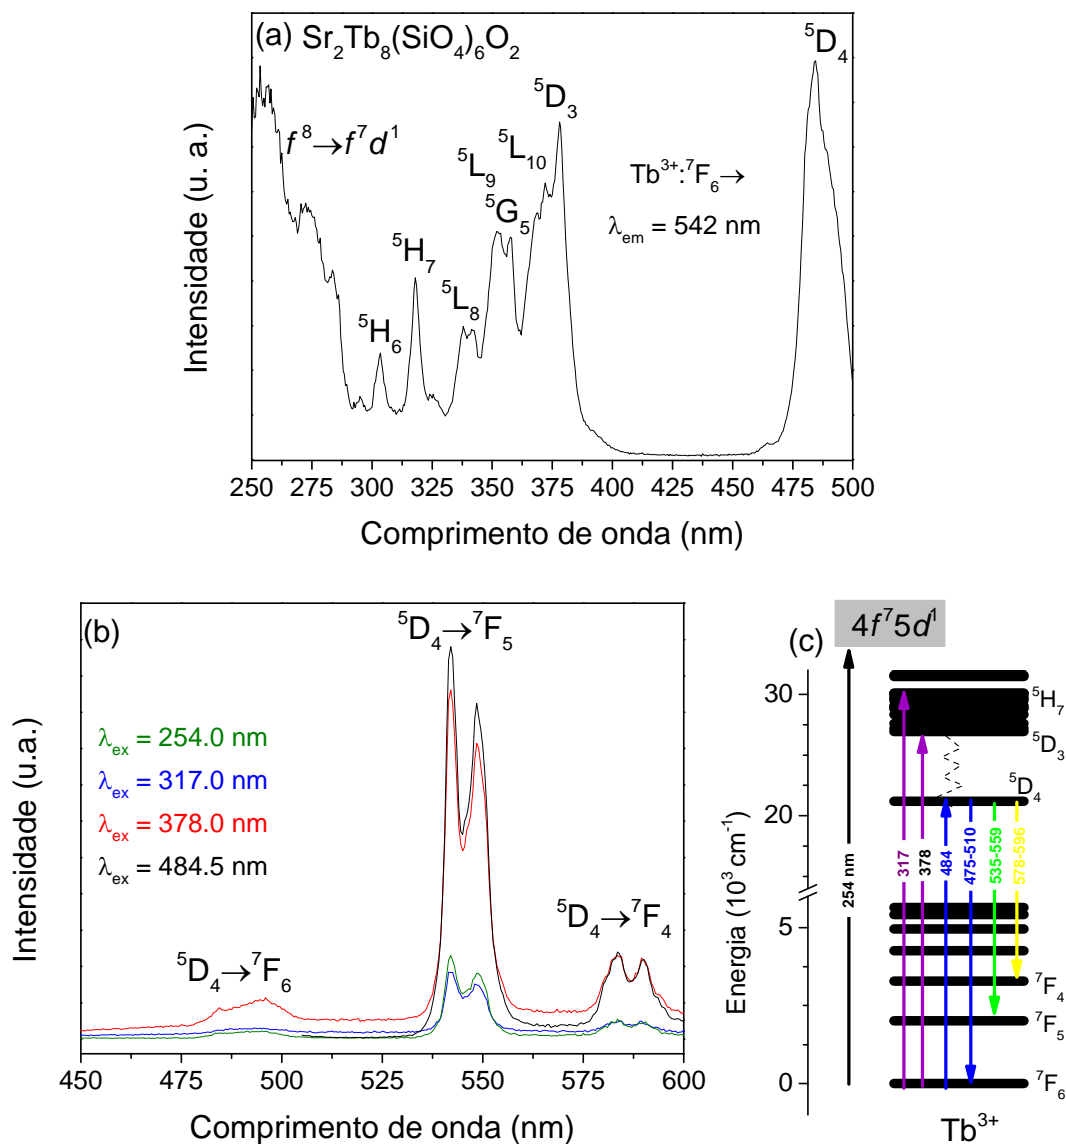 (a) Sr₂Tb₈(SiO₄)₆O₂
⁵D₄
⁵D₃
f⁸→f⁷d¹
⁵L₁₀
⁵L₉
⁵G₅
Tb³⁺:⁷F₆→
λem = 542 nm
⁵H₇
⁵L₈
⁵H₆
Intensidade (u. a.)
250 275 300 325 350 375 400 425 450 475 500
Comprimento de onda (nm)
(b)
⁵D₄→⁷F₅
λex = 254.0 nm
λex = 317.0 nm
λex = 378.0 nm
λex = 484.5 nm
⁵D₄→⁷F₄
⁵D₄→⁷F₆
Intensidade (u.a.)
450 475 500 525 550 575 600
Comprimento de onda (nm)
(c)
4f⁷5d¹
30
⁵H₇
⁵D₃
⁵D₄
20
254 nm
317
378
484
475-510
535-559
578-596
5
⁷F₄
⁷F₅
0
⁷F₆
Energia (10³ cm⁻¹)
Tb³⁺